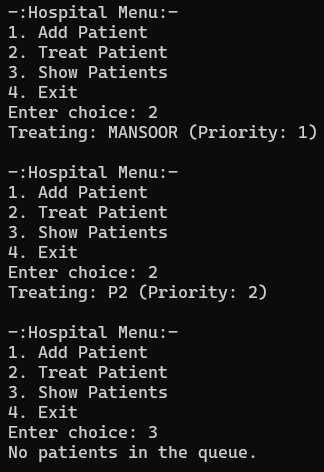 -:Hospital Menu:-
1. Add Patient
2. Treat Patient
3. Show Patients
4. Exit
Enter choice: 2
Treating: MANSOOR (Priority: 1)

-:Hospital Menu:-
1. Add Patient
2. Treat Patient
3. Show Patients
4. Exit
Enter choice: 2
Treating: P2 (Priority: 2)

-:Hospital Menu:-
1. Add Patient
2. Treat Patient
3. Show Patients
4. Exit
Enter choice: 3
No patients in the queue.